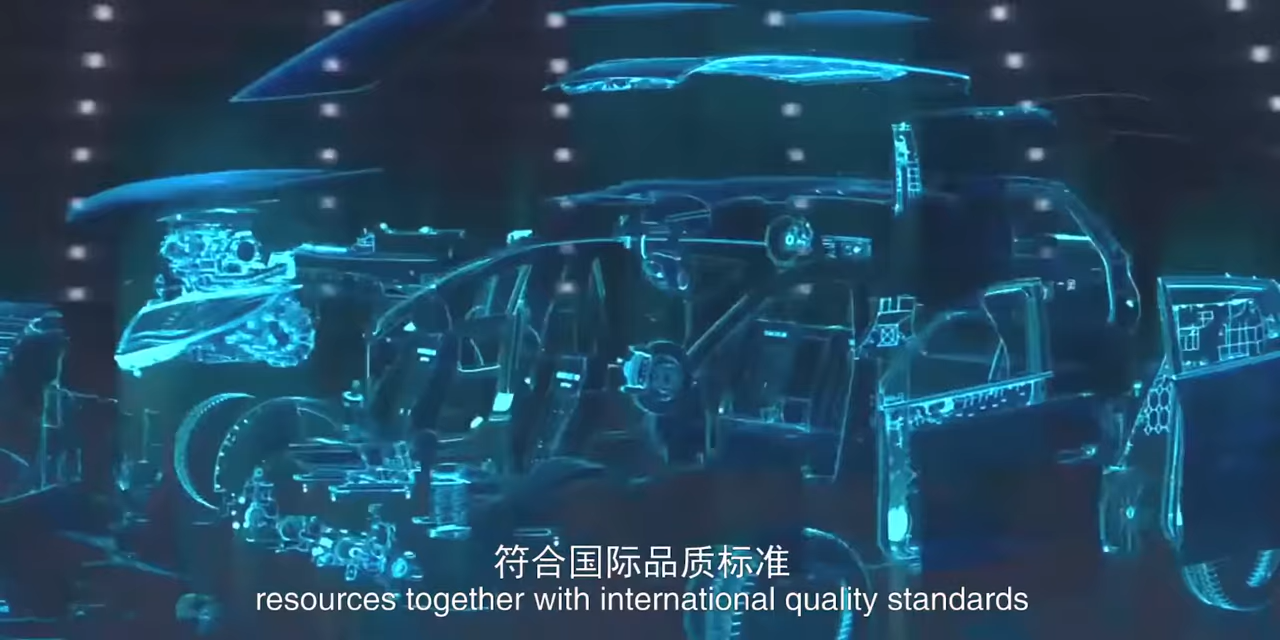 符合国际品质标准
resources together with international quality standards